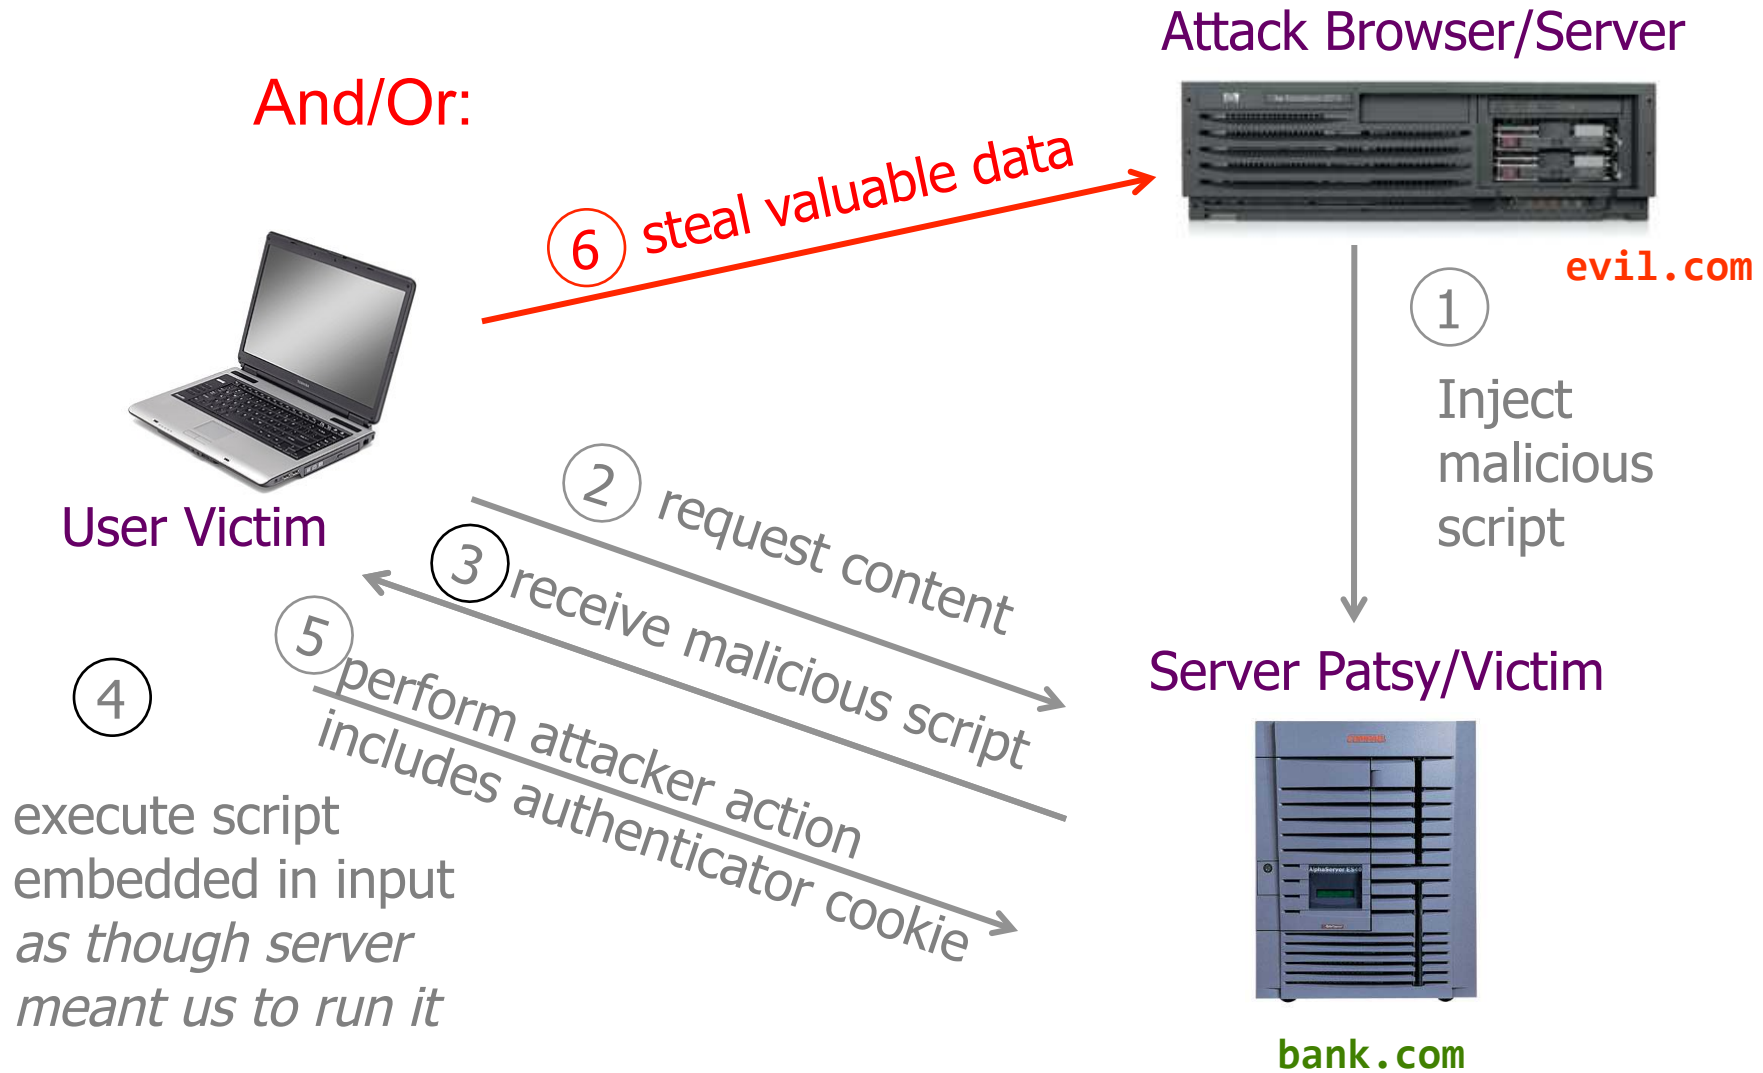 Attack Browser/Server
And/Or:
6 steal valuable data
evil.com
1
Inject
malicious
script
User Victim
2 request content
3 receive malicious script
5 perform attacker action
includes authenticator cookie
4
execute script
embedded in input
as though server
meant us to run it
Server Patsy/Victim
bank.com